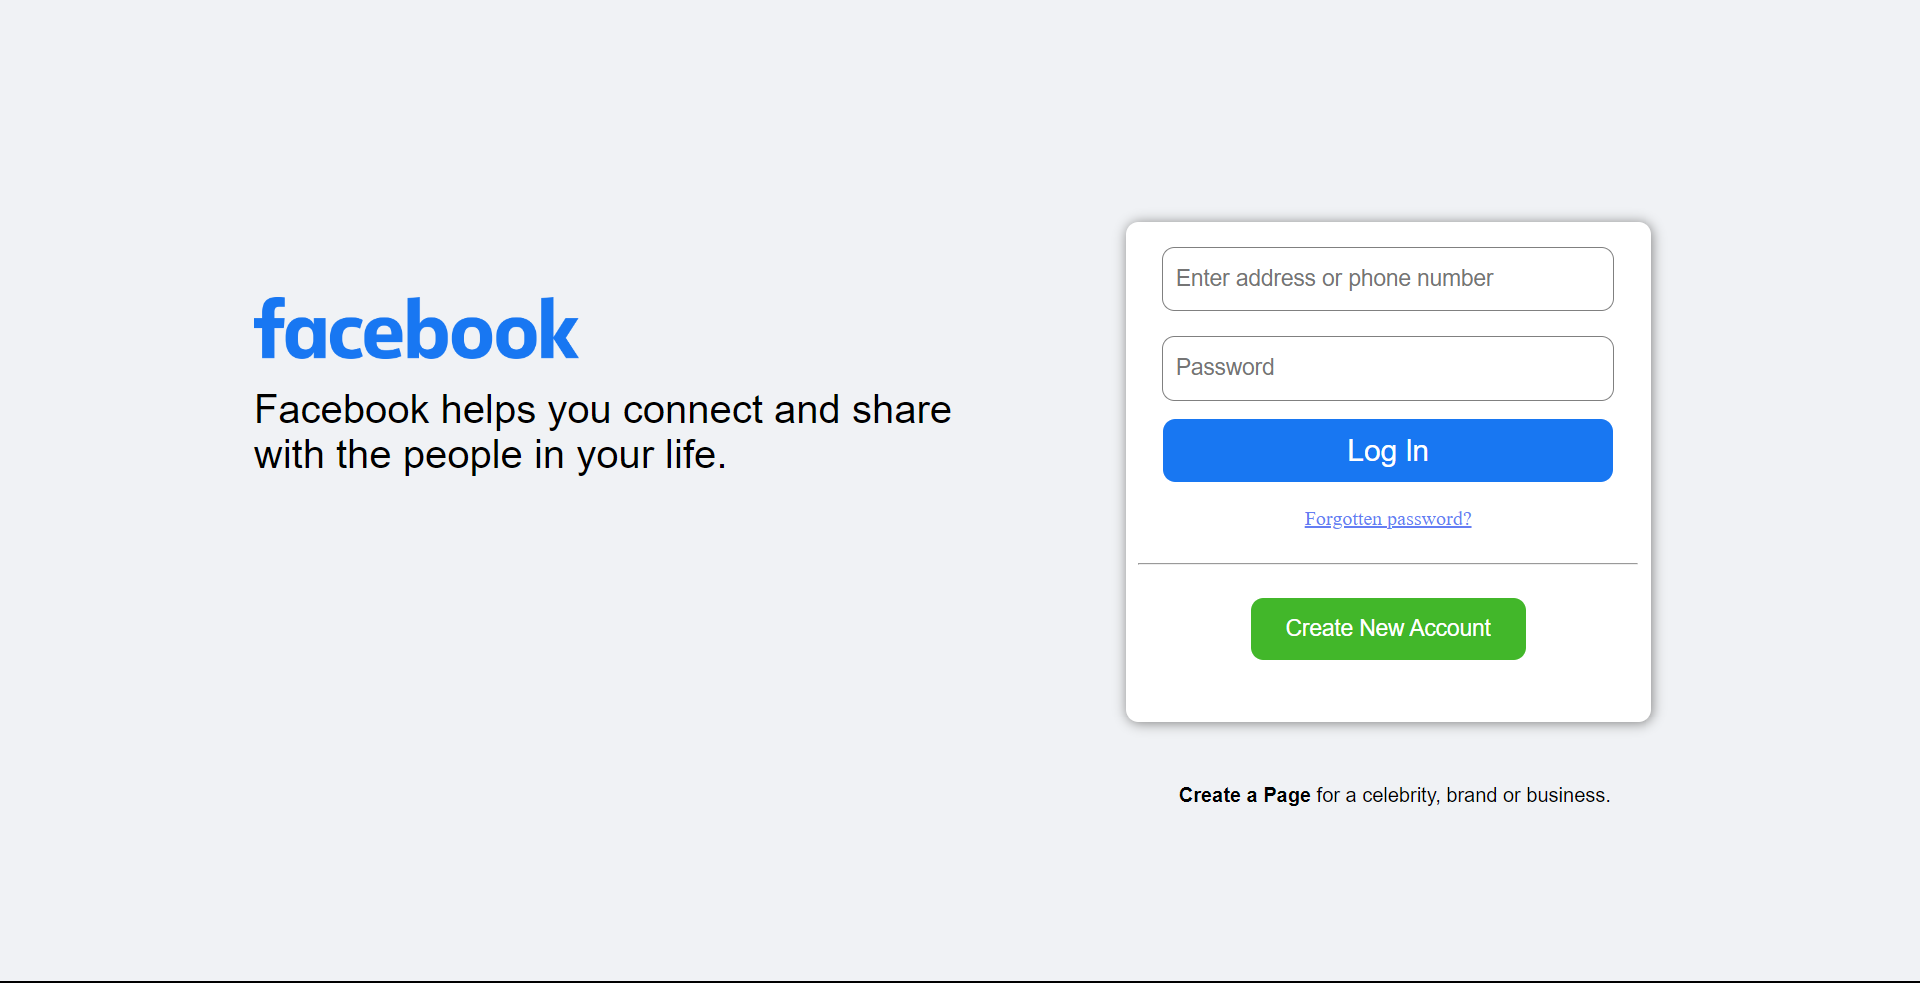 facebook
Facebook helps you connect and share
with the people in your life.
Enter address or phone number
Password
Log In
Forgotten password?
Create New Account
Create a Page for a celebrity, brand or business.